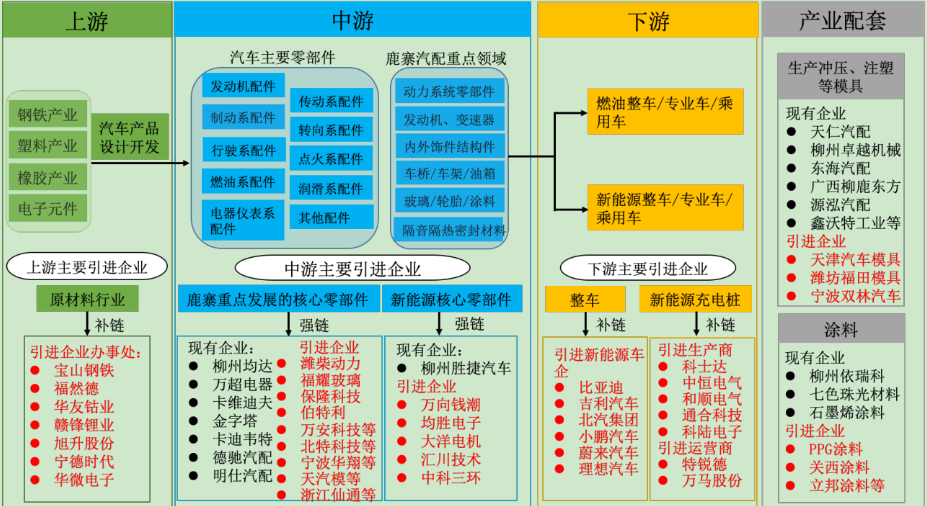 上游
钢铁产业
塑料产业
橡胶产业
电子元件
汽车产品
设计开发
上游主要引进企业
原材料行业
补链
引进企业办事处：
宝山钢铁
福然德
华友钴业
赣锋锂业
旭升股份
宁德时代
华微电子
中游
汽车主要零部件
发动机配件
制动系配件
行驶系配件
燃油系配件
电器仪表系
配件
传动系配件
转向系配件
点火系配件
润滑系配件
其他配件
鹿寨汽配重点领域
动力系统零部件
发动机、变速器
内外饰件结构件
车桥/车架/油箱
玻璃/轮胎/涂料
隔音隔热密封材料
中游主要引进企业
鹿寨重点发展的核心零部件
强链
现有企业：
柳州均达
万超电器
卡维迪夫
金字塔
卡迪韦特
德驰汽配
明仕汽配
引进企业
潍柴动力
福耀玻璃
保隆科技
伯特利
万安科技等
北特科技等
宁波华翔等
天汽模等
浙江仙通等
新能源核心零部件
强链
现有企业：
柳州胜捷汽车
引进企业
万向钱潮
均胜电子
大洋电机
汇川技术
中科三环
下游
燃油整车/专业车/乘
用车
新能源整车/专业车/
乘用车
下游主要引进企业
整车
补链
引进新能源车
企
比亚迪
吉利汽车
北汽集团
小鹏汽车
蔚来汽车
理想汽车
新能源充电桩
补链
引进生产商
科士达
中恒电气
和顺电气
通合科技
科陆电子
引进运营商
特锐德
万马股份
产业配套
生产冲压、注塑
等模具
现有企业
天仁汽配
柳州卓越机械
东海汽配
广西柳鹿东方
源泓汽配
鑫沃特工业等
引进企业
天津汽车模具
潍坊福田模具
宁波双林汽车
涂料
现有企业
柳州依瑞科
七色珠光材料
石墨烯涂料
引进企业
PPG涂料
关西涂料
立邦涂料等